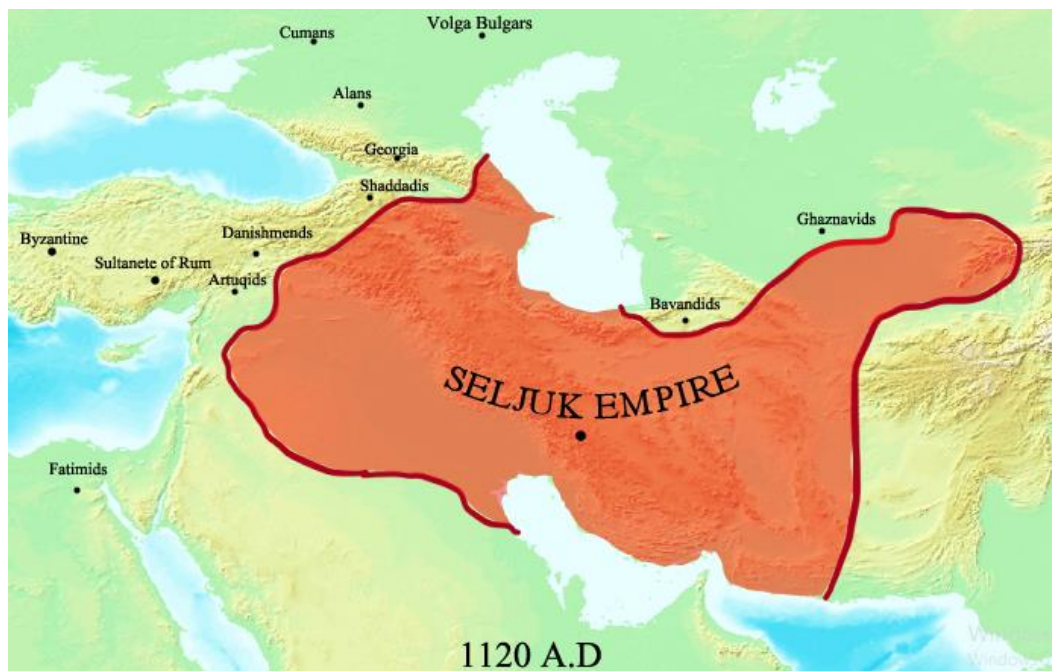 Cumans
Volga Bulgars
Alans
Georgia
Shaddadis
Ghaznavids
Byzantine
Danishmends
Sultanete of Rum
Artuqids
Bavandids
SELJUK EMPIRE
Fatimids
1120 A.D